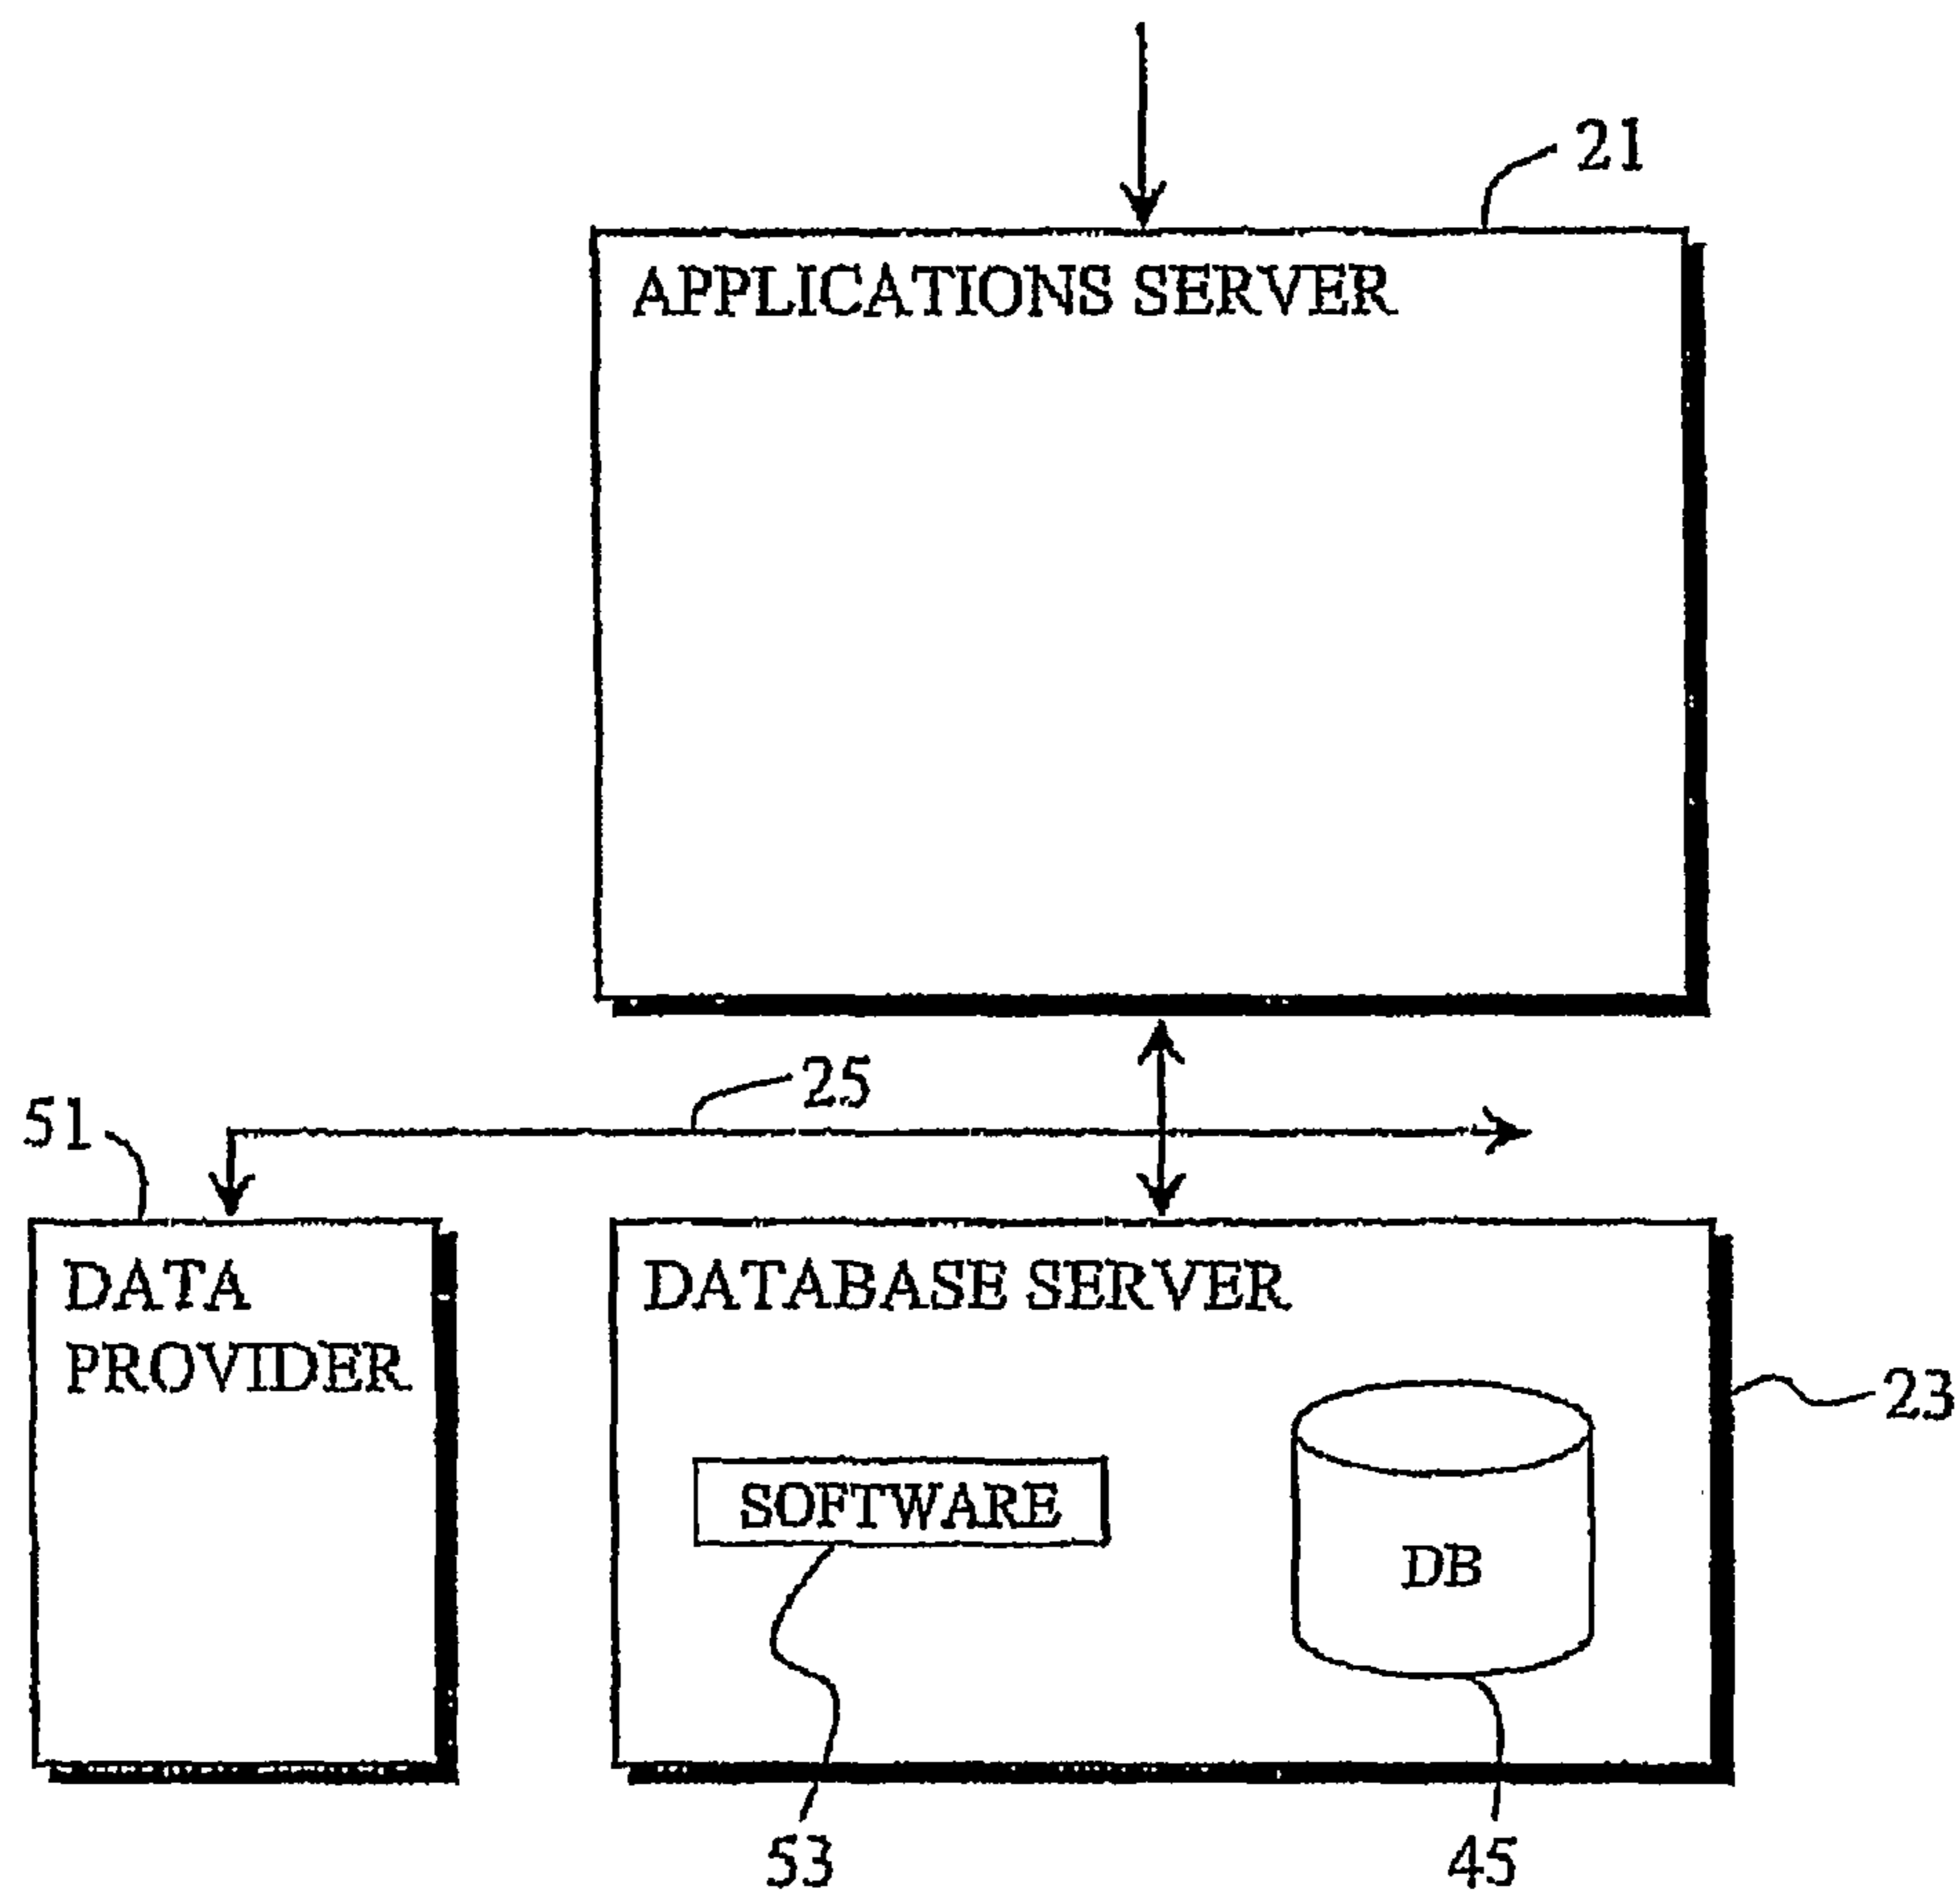 21
APPLICATIONS SERVER
25
51
DATA
PROVIDER
DATABASE SERVER
23
SOFTWARE
DB
53
45